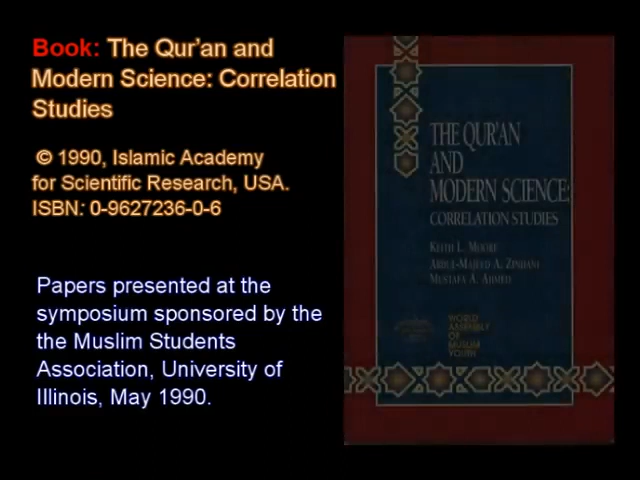 Book: The Qur'an and
Modern Science: Correlation
Studies
© 1990, Islamic Academy
for Scientific Research, USA.
ISBN: 0-9627236-0-6
Papers presented at the
symposium sponsored by the
the Muslim Students
Association, University of
Illinois, May 1990.
THE QUR'AN
AND
MODERN SCIENCE:
CORRELATION STUDIES
KEITH L. MOORE
ABDUL-MAJEED A. ZINDANI
MUSTAFA A. AHMED
WORLD
ASSEMBLY
OF
MUSLIM
YOUTH